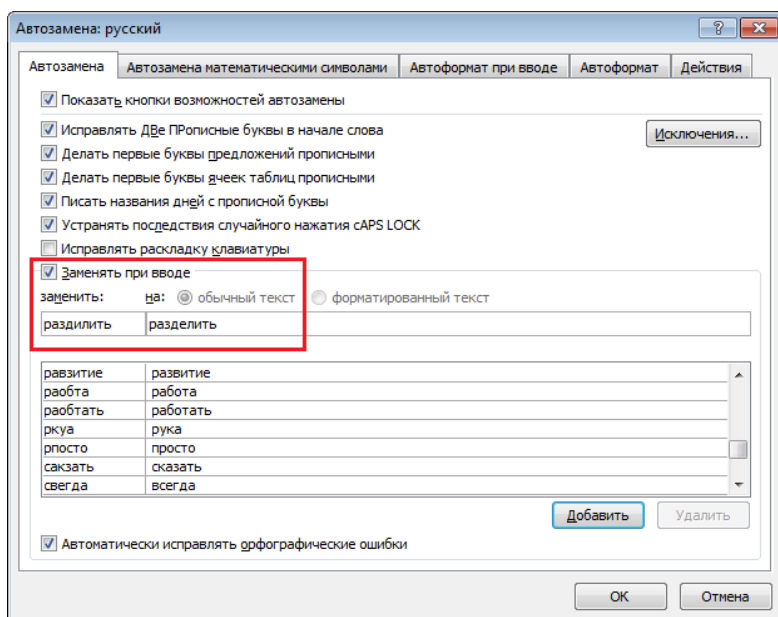 Автозамена: русский
Автозамена Автозамена математическими символами Автоформат при вводе Автоформат Действия
Показать кнопки возможностей автозамены
Исправлять ДВе ПРописные буквы в начале слова
Исключения...
Делать первые буквы предложений прописными
Делать первые буквы ячеек таблиц прописными
Писать названия дней с прописной буквы
Устранять последствия случайного нажатия cAPS LOCK
Исправлять раскладку клавиатуры
Заменять при вводе
заменить: на: обычный текст форматированный текст
раздилить разделить
равзитие развитие
раобта работа
раобтать работать
ркуа рука
рпосто просто
сакзать сказать
свегда всегда
Добавить Удалить
Автоматически исправлять орфографические ошибки
ОК Отмена